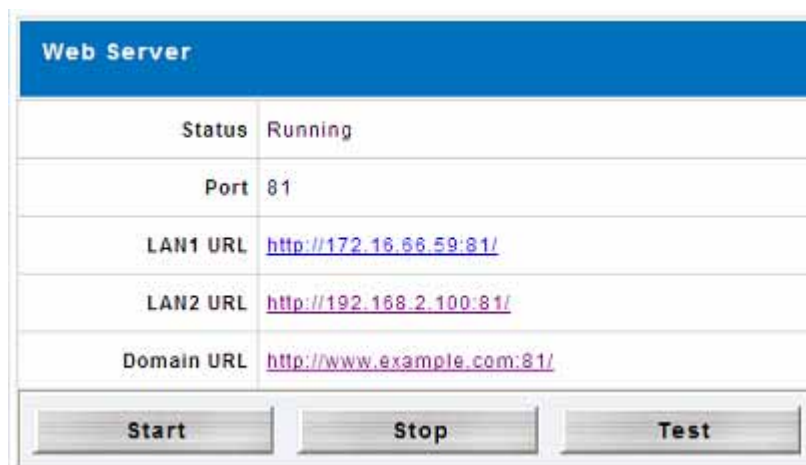 Web Server
Status Running
Port 81
LAN1 URL http://172.16.66.59:81/
LAN2 URL http://192.168.2.100:81/
Domain URL http://www.example.com:81/
Start Stop Test